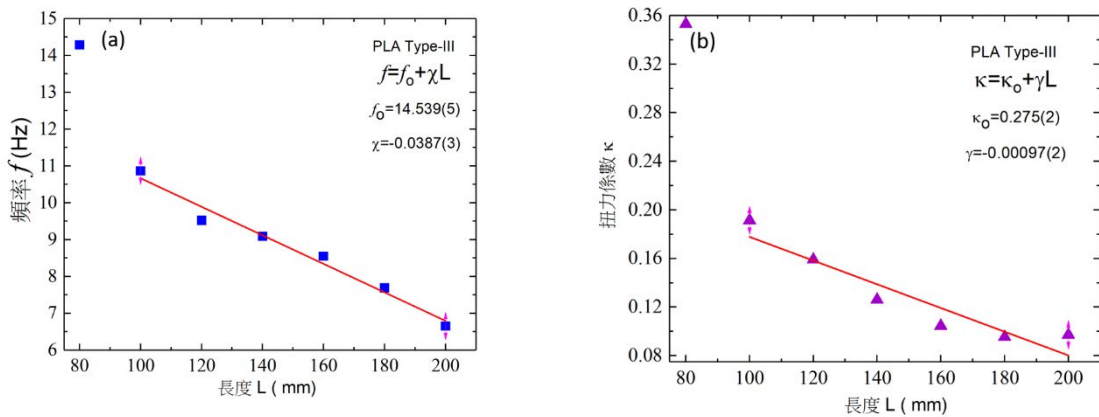 (a)
PLA Type-III
f=fo+χL
fo=14.539(5)
χ=-0.0387(3)
頻率 f (Hz)
15
14
13
12
11
10
9
8
7
6
80 100 120 140 160 180 200
長度 L ( mm)
(b)
PLA Type-III
κ=κo+γL
κo=0.275(2)
γ=-0.00097(2)
扭力係數 κ
0.36
0.32
0.28
0.24
0.20
0.16
0.12
0.08
80 100 120 140 160 180 200
長度 L ( mm)